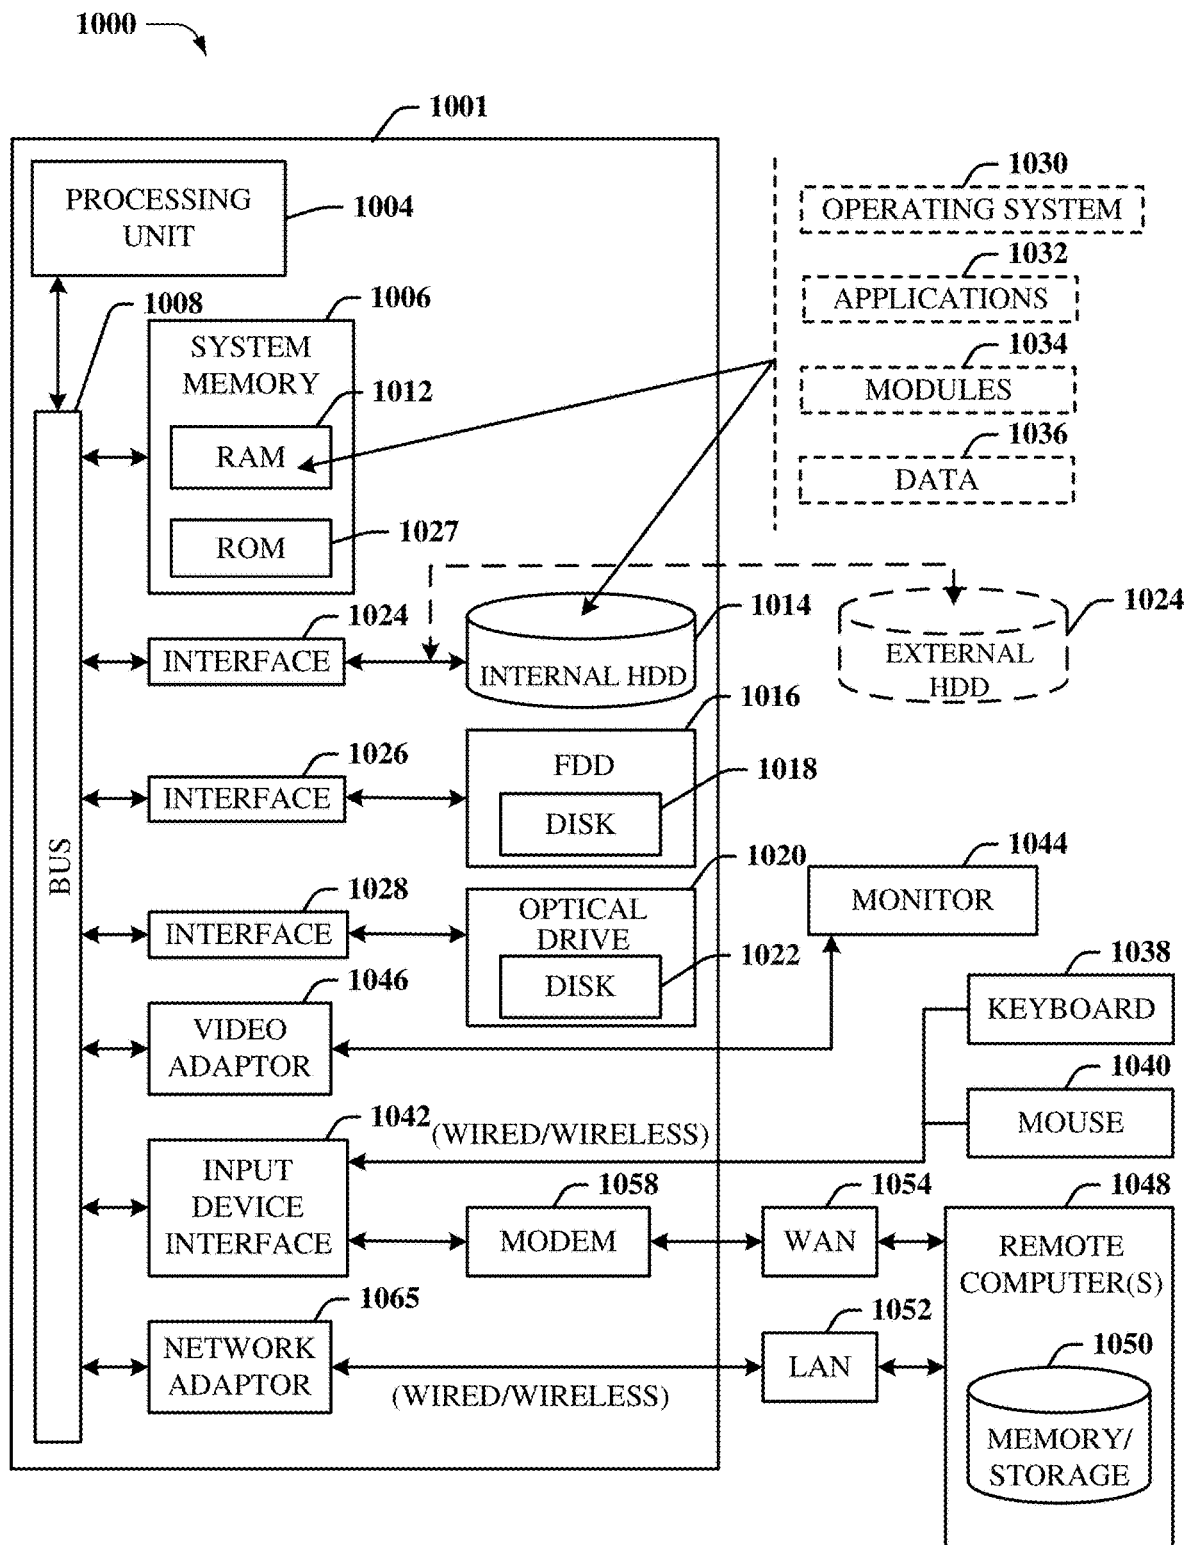 1000
1001
PROCESSING
UNIT
1004
1008
1006
SYSTEM
MEMORY
1012
RAM
ROM
1027
1030
OPERATING SYSTEM
1032
APPLICATIONS
1034
MODULES
1036
DATA
BUS
1024
INTERFACE
1014
INTERNAL HDD
1024
EXTERNAL
HDD
1026
INTERFACE
1016
FDD
1018
DISK
1028
INTERFACE
1020
OPTICAL
DRIVE
1022
DISK
1044
MONITOR
1046
VIDEO
ADAPTOR
1038
KEYBOARD
1040
MOUSE
1042
(WIRED/WIRELESS)
INPUT
DEVICE
INTERFACE
1058
MODEM
1054
WAN
1048
REMOTE
COMPUTER(S)
1065
NETWORK
ADAPTOR
(WIRED/WIRELESS)
1052
LAN
1050
MEMORY/
STORAGE